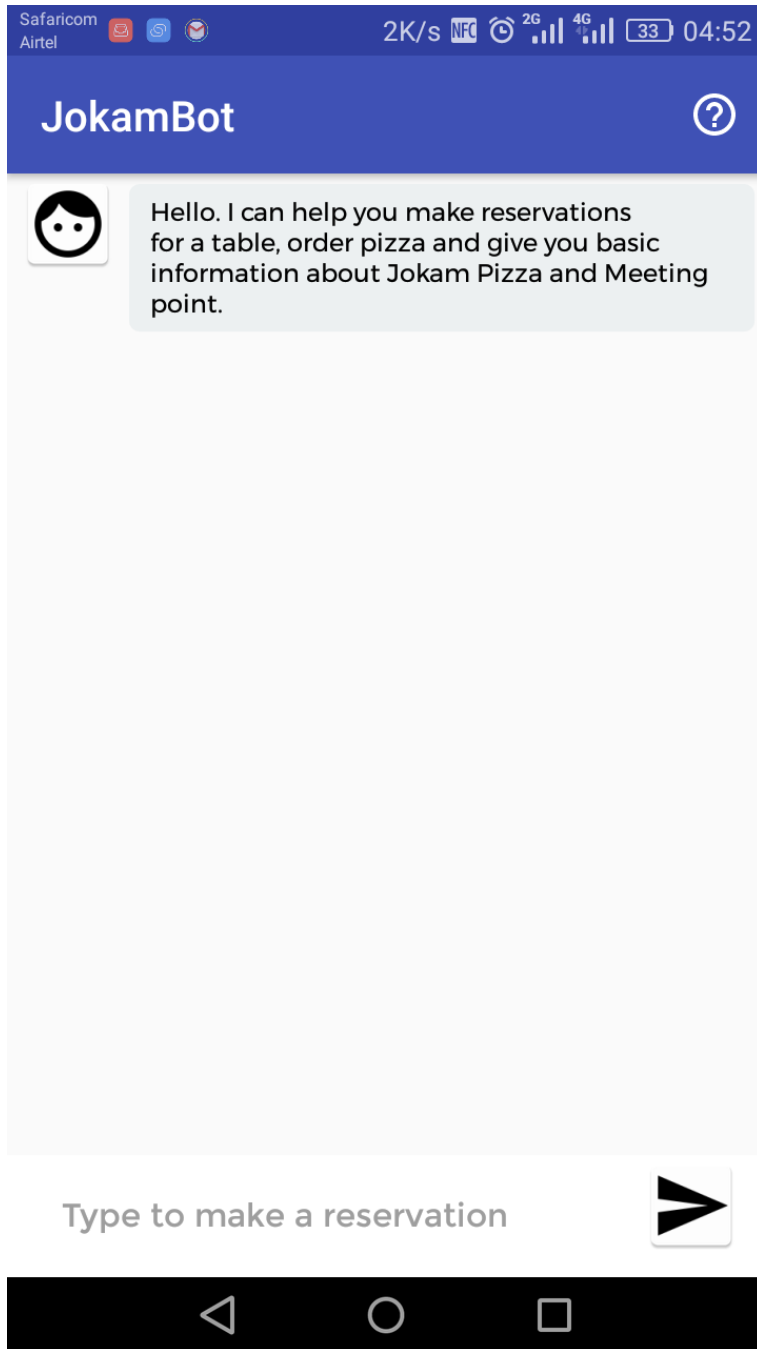 Safaricom
Airtel
2K/s NFC 2G 4G 33 04:52
JokamBot
Hello. I can help you make reservations
for a table, order pizza and give you basic
information about Jokam Pizza and Meeting
point.
Type to make a reservation